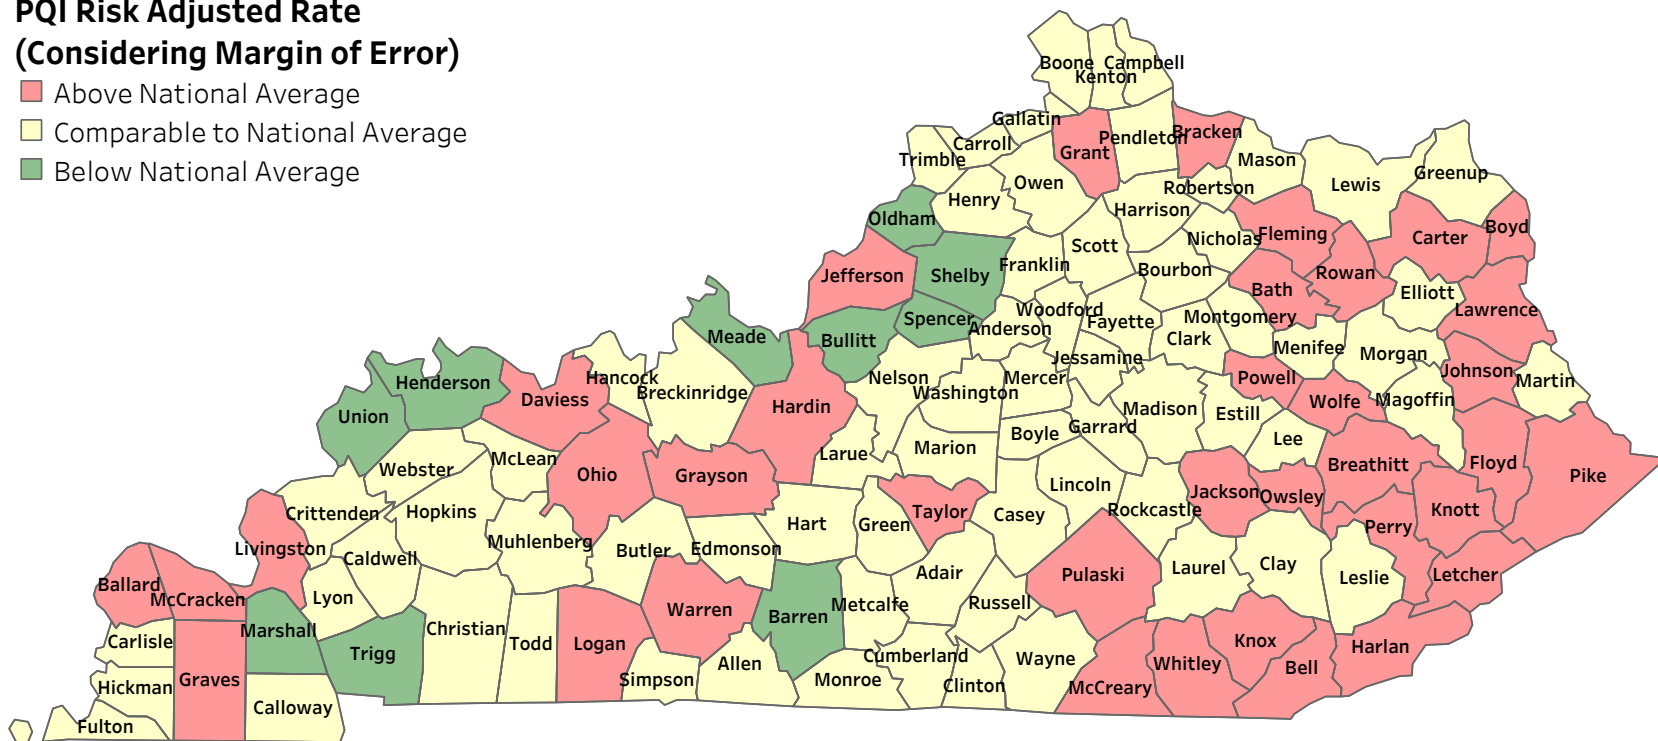 PQI Risk Adjusted Rate
(Considering Margin of Error)
Above National Average
Comparable to National Average
Below National Average
Boone
Campbell
Kenton
Gallatin
Carroll
Trimble
Grant
Pendleton
Bracken
Mason
Lewis
Greenup
Owen
Henry
Robertson
Harrison
Oldham
Scott
Nicholas
Fleming
Carter
Boyd
Jefferson
Shelby
Franklin
Bourbon
Rowan
Bath
Elliott
Lawrence
Meade
Bullitt
Spencer
Anderson
Woodford
Fayette
Montgomery
Clark
Menifee
Morgan
Johnson
Martin
Henderson
Union
Daviess
Hancock
Breckinridge
Hardin
Nelson
Washington
Mercer
Jessamine
Madison
Estill
Powell
Wolfe
Magoffin
Garrard
Boyle
Lee
Marion
Larue
Webster
McLean
Ohio
Grayson
Breathitt
Floyd
Pike
Lincoln
Jackson
Owsley
Crittenden
Hopkins
Hart
Green
Taylor
Casey
Rockcastle
Perry
Knott
Livingston
Caldwell
Muhlenberg
Butler
Edmonson
Adair
Pulaski
Laurel
Clay
Leslie
Letcher
Ballard
McCracken
Lyon
Warren
Barren
Metcalfe
Russell
Carlisle
Marshall
Trigg
Christian
Todd
Logan
Allen
Cumberland
Wayne
Whitley
Knox
Bell
Harlan
Hickman
Graves
Simpson
Monroe
Clinton
McCreary
Calloway
Fulton